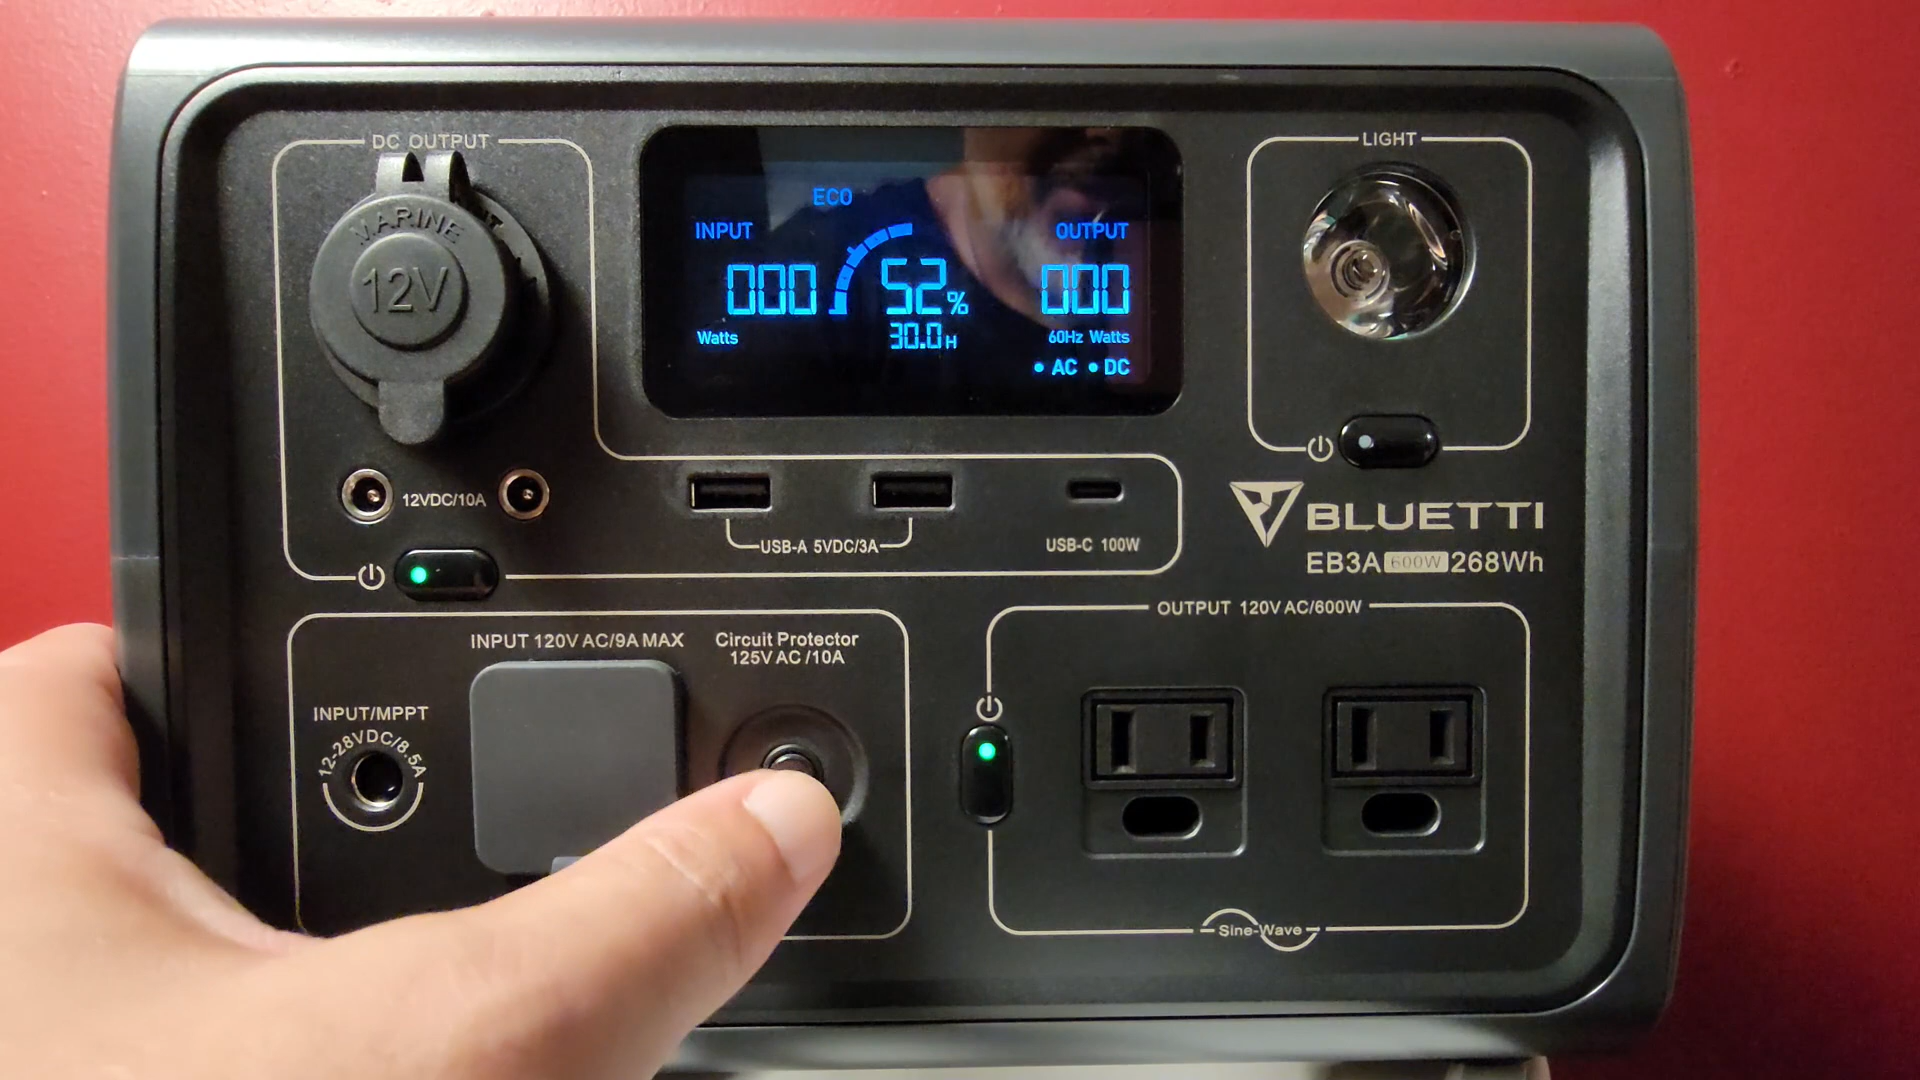 DC OUTPUT
MARINE
12V
12VDC/10A
ECO
INPUT
OUTPUT
000
52%
000
Watts
30.0H
60Hz Watts
• AC • DC
LIGHT
USB-A 5VDC/3A
USB-C 100W
BLUETTI
EB3A 600W 268Wh
INPUT 120V AC/9A MAX
Circuit Protector
125V AC /10A
INPUT/MPPT
12-28VDC/8.5A
OUTPUT 120V AC/600W
Sine-Wave